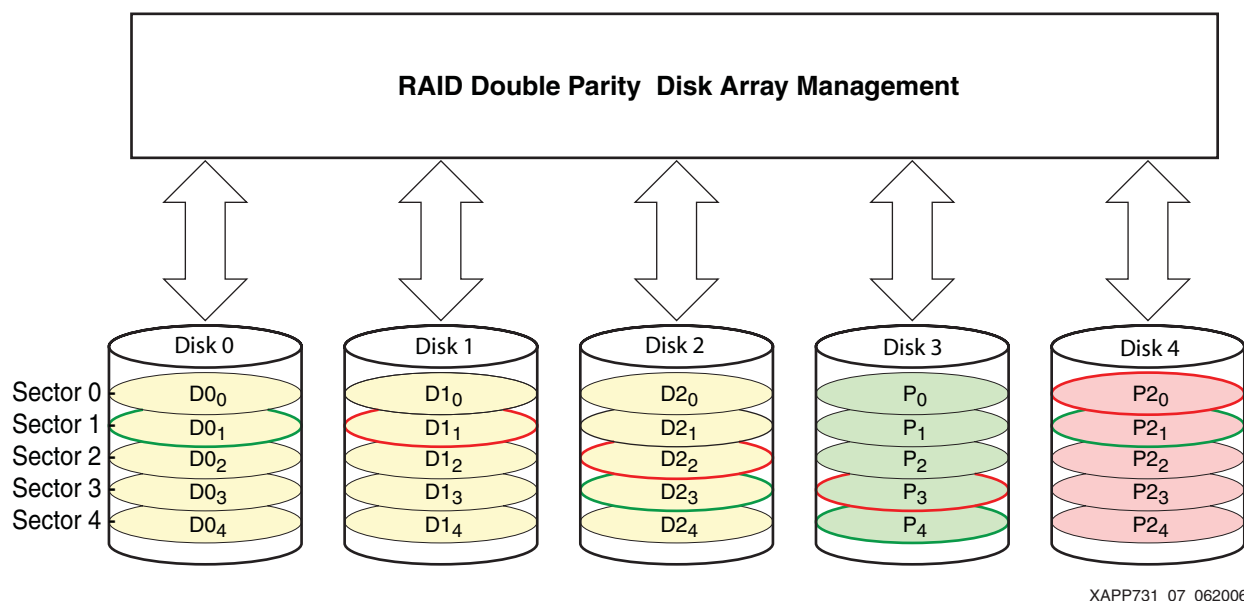 RAID Double Parity Disk Array Management
Disk 0 Disk 1 Disk 2 Disk 3 Disk 4
Sector 0 D0₀ D1₀ D2₀ P₀ P2₀
Sector 1 D0₁ D1₁ D2₁ P₁ P2₁
Sector 2 D0₂ D1₂ D2₂ P₂ P2₂
Sector 3 D0₃ D1₃ D2₃ P₃ P2₃
Sector 4 D0₄ D1₄ D2₄ P₄ P2₄
XAPP731_07_062006